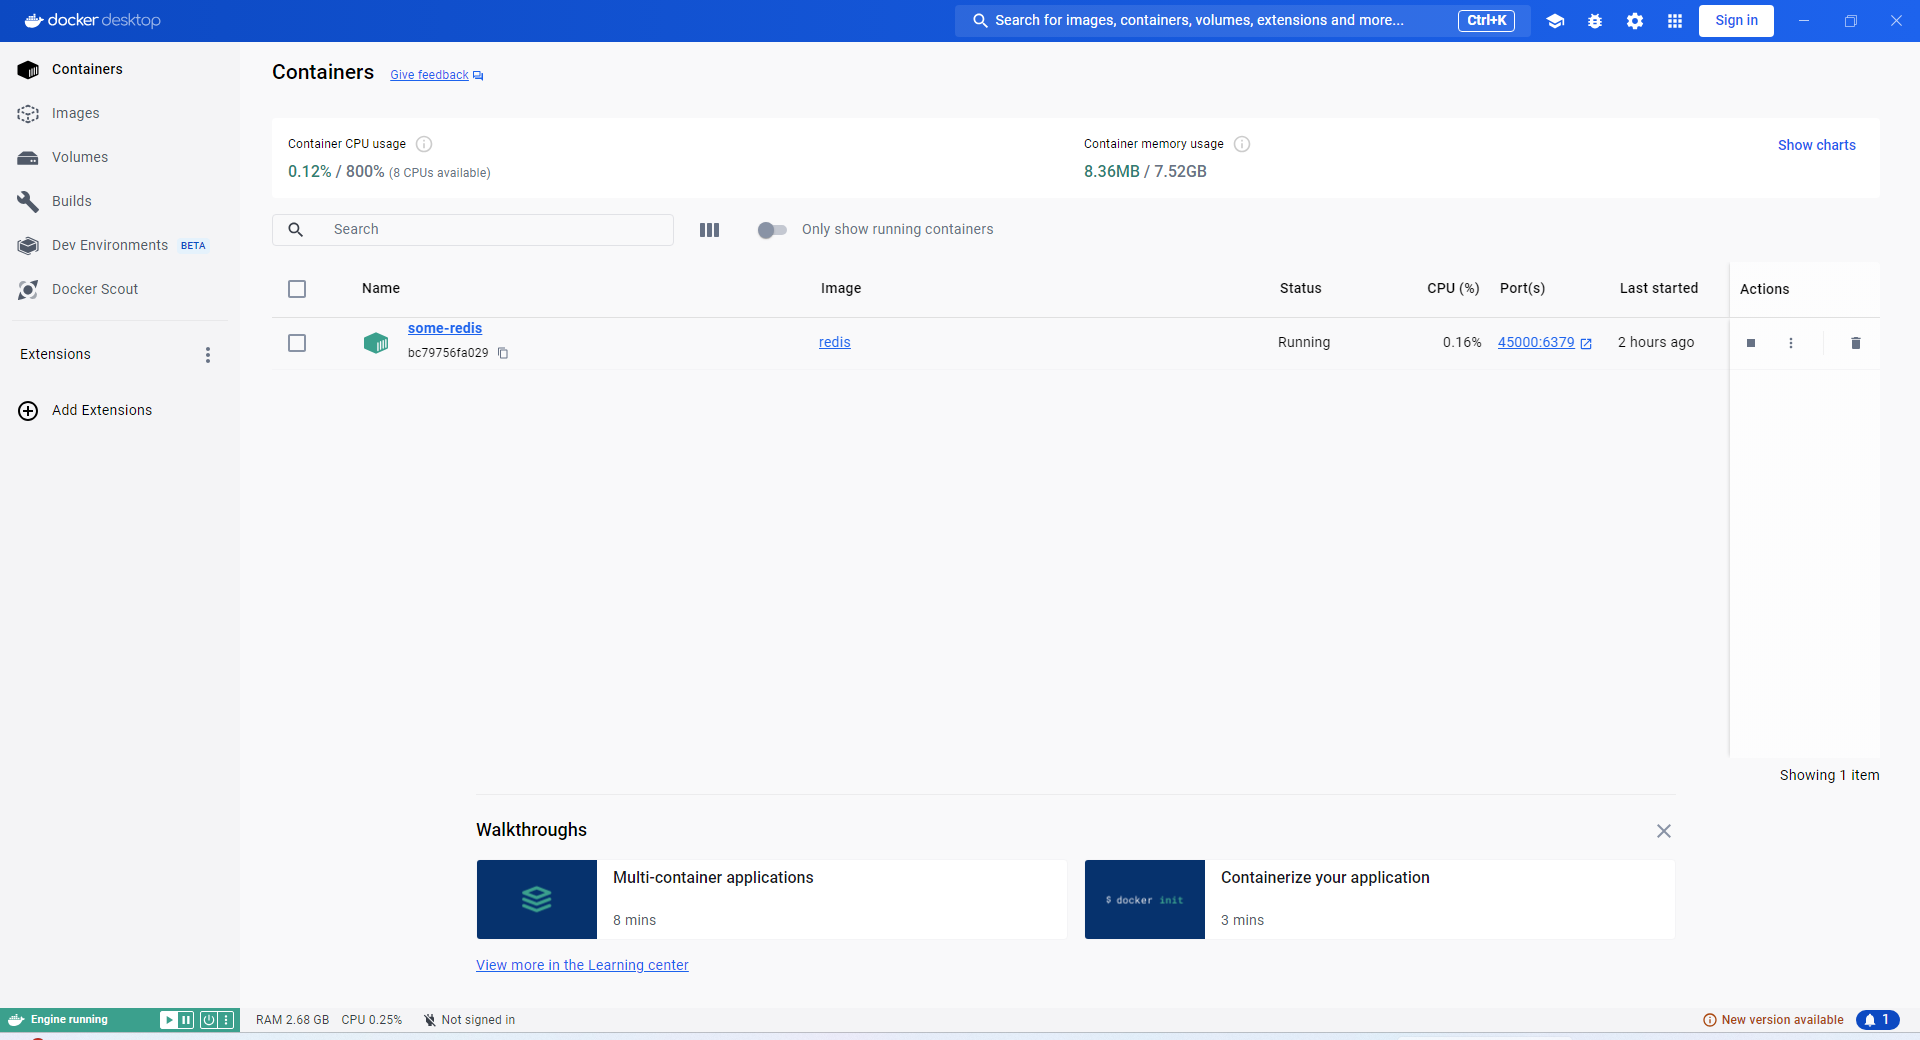 docker desktop
Search for images, containers, volumes, extensions and more...
Ctrl+K
Sign in
Containers
Images
Volumes
Builds
Dev Environments BETA
Docker Scout
Extensions
Add Extensions
Containers Give feedback
Container CPU usage
0.12% / 800% (8 CPUs available)
Container memory usage
8.36MB / 7.52GB
Show charts
Search
Only show running containers
Name Image Status CPU (%) Port(s) Last started Actions
some-redis
bc79756fa029
redis Running 0.16% 45000:6379 2 hours ago
Showing 1 item
Walkthroughs
Multi-container applications
8 mins
$ docker init
Containerize your application
3 mins
View more in the Learning center
Engine running
RAM 2.68 GB CPU 0.25% Not signed in
New version available
1